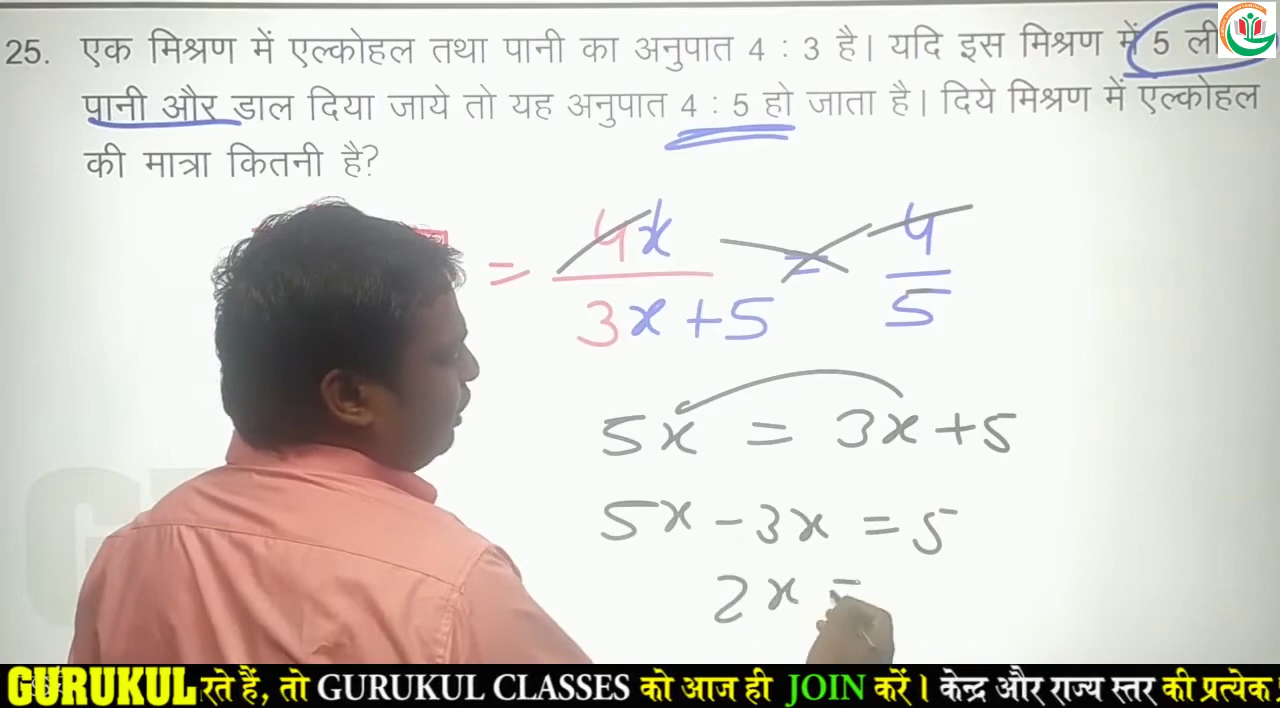 25. एक मिश्रण में एल्कोहल तथा पानी का अनुपात 4 : 3 है। यदि इस मिश्रण में 5 ली
पानी और डाल दिया जाये तो यह अनुपात 4 : 5 हो जाता है। दिये मिश्रण में एल्कोहल
की मात्रा कितनी है?
= 4x / 3x+5 = 4 / 5
5x = 3x+5
5x - 3x = 5
2x =
GURUKUL रते हैं, तो GURUKUL CLASSES को आज ही JOIN करें। केन्द्र और राज्य स्तर की प्रत्येक